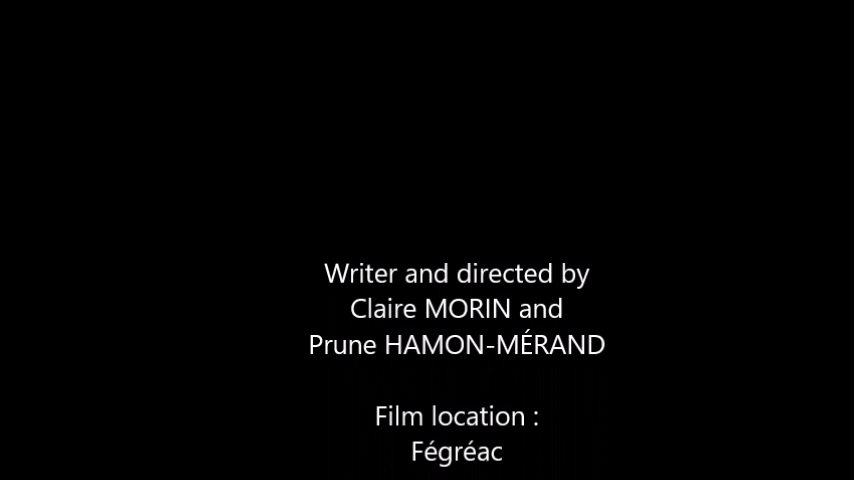 Writer and directed by
Claire MORIN and
Prune HAMON-MÉRAND
Film location :
Fégréac